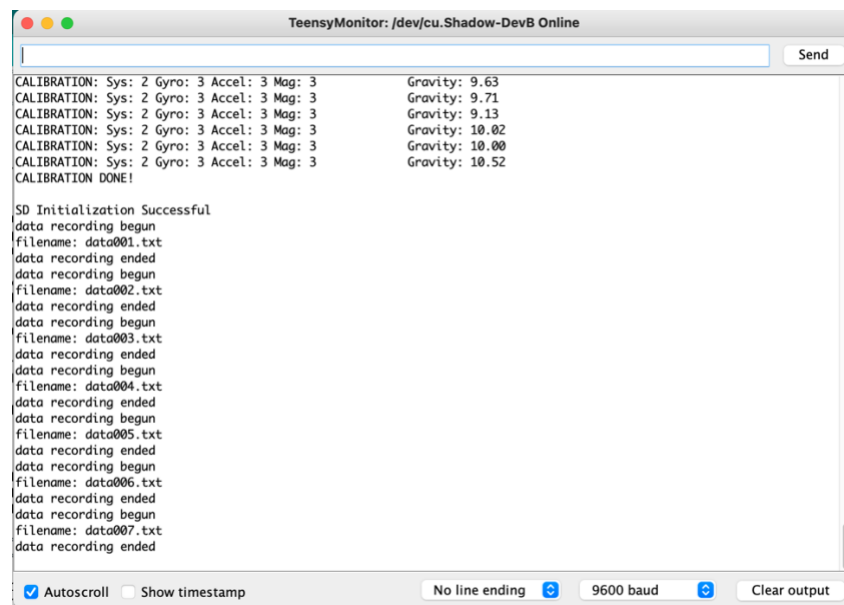 TeensyMonitor: /dev/cu.Shadow-DevB Online
Send
CALIBRATION: Sys: 2 Gyro: 3 Accel: 3 Mag: 3 Gravity: 9.63
CALIBRATION: Sys: 2 Gyro: 3 Accel: 3 Mag: 3 Gravity: 9.71
CALIBRATION: Sys: 2 Gyro: 3 Accel: 3 Mag: 3 Gravity: 9.13
CALIBRATION: Sys: 2 Gyro: 3 Accel: 3 Mag: 3 Gravity: 10.02
CALIBRATION: Sys: 2 Gyro: 3 Accel: 3 Mag: 3 Gravity: 10.00
CALIBRATION: Sys: 2 Gyro: 3 Accel: 3 Mag: 3 Gravity: 10.52
CALIBRATION DONE!
SD Initialization Successful
data recording begun
filename: data001.txt
data recording ended
data recording begun
filename: data002.txt
data recording ended
data recording begun
filename: data003.txt
data recording ended
data recording begun
filename: data004.txt
data recording ended
data recording begun
filename: data005.txt
data recording ended
data recording begun
filename: data006.txt
data recording ended
data recording begun
filename: data007.txt
data recording ended
Autoscroll Show timestamp No line ending 9600 baud Clear output